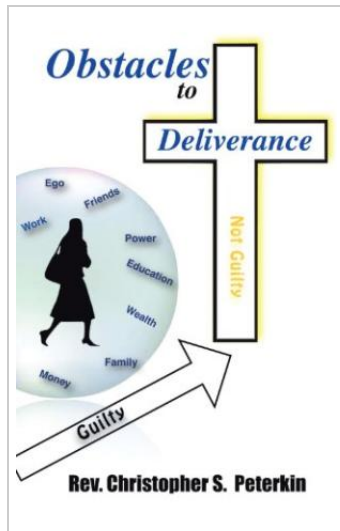 Obstacles
to
Deliverance
Not Guilty
Ego
Friends
Work
Power
Education
Wealth
Family
Money
Guilty
Rev. Christopher S. Peterkin